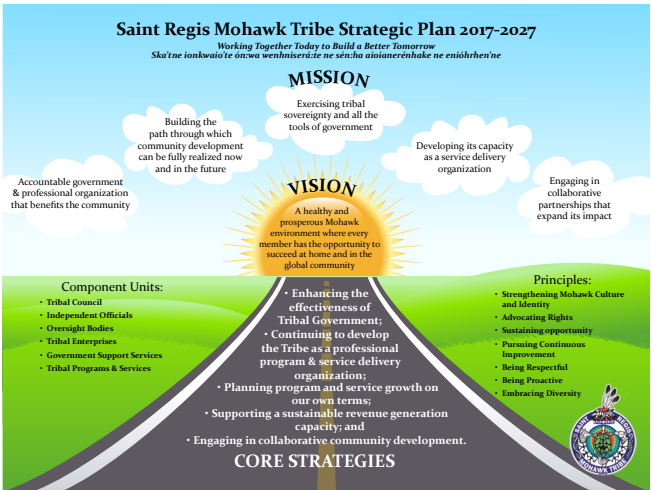 Saint Regis Mohawk Tribe Strategic Plan 2017-2027
Working Together Today to Build a Better Tomorrow
Ska'tne ionkwaio'te ón:wa wenhniserá:te ne sén:ha aioianerénhake ne enióhrhen'ne
MISSION
Exercising tribal
sovereignty and all the
tools of government
Building the
path through which
community development
can be fully realized now
and in the future
Developing its capacity
as a service delivery
organization
Accountable government
& professional organization
that benefits the community
Engaging in
collaborative
partnerships that
expand its impact
VISION
A healthy and
prosperous Mohawk
environment where every
member has the opportunity to
succeed at home and in the
global community
Component Units:
• Tribal Council
• Independent Officials
• Oversight Bodies
• Tribal Enterprises
• Government Support Services
• Tribal Programs & Services
• Enhancing the
effectiveness of
Tribal Government;
• Continuing to develop
the Tribe as a professional
program & service delivery
organization;
• Planning program and service growth on
our own terms;
• Supporting a sustainable revenue generation
capacity; and
• Engaging in collaborative community development.
CORE STRATEGIES
Principles:
• Strengthening Mohawk Culture
and Identity
• Advocating Rights
• Sustaining opportunity
• Pursuing Continuous
Improvement
• Being Respectful
• Being Proactive
• Embracing Diversity
SAINT REGIS
MOHAWK TRIBE